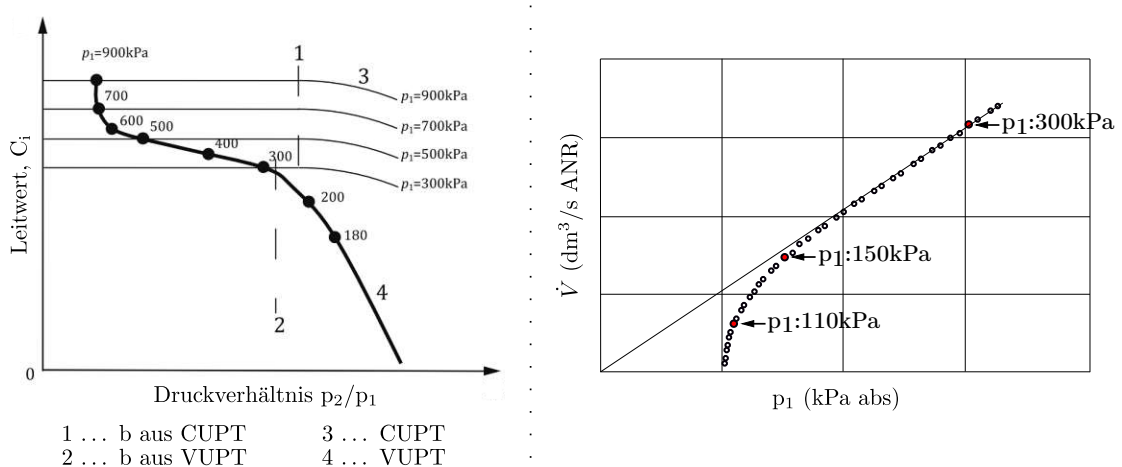 p₁=900kPa
1
3
p₁=900kPa
700
600
500
p₁=700kPa
400
p₁=500kPa
300
p₁=300kPa
200
180
4
2
Leitwert, Cᵢ
0
Druckverhältnis p₂/p₁
1 ... b aus CUPT
3 ... CUPT
2 ... b aus VUPT
4 ... VUPT
p₁:300kPa
p₁:150kPa
p₁:110kPa
V̇ (dm³/s ANR)
p₁ (kPa abs)